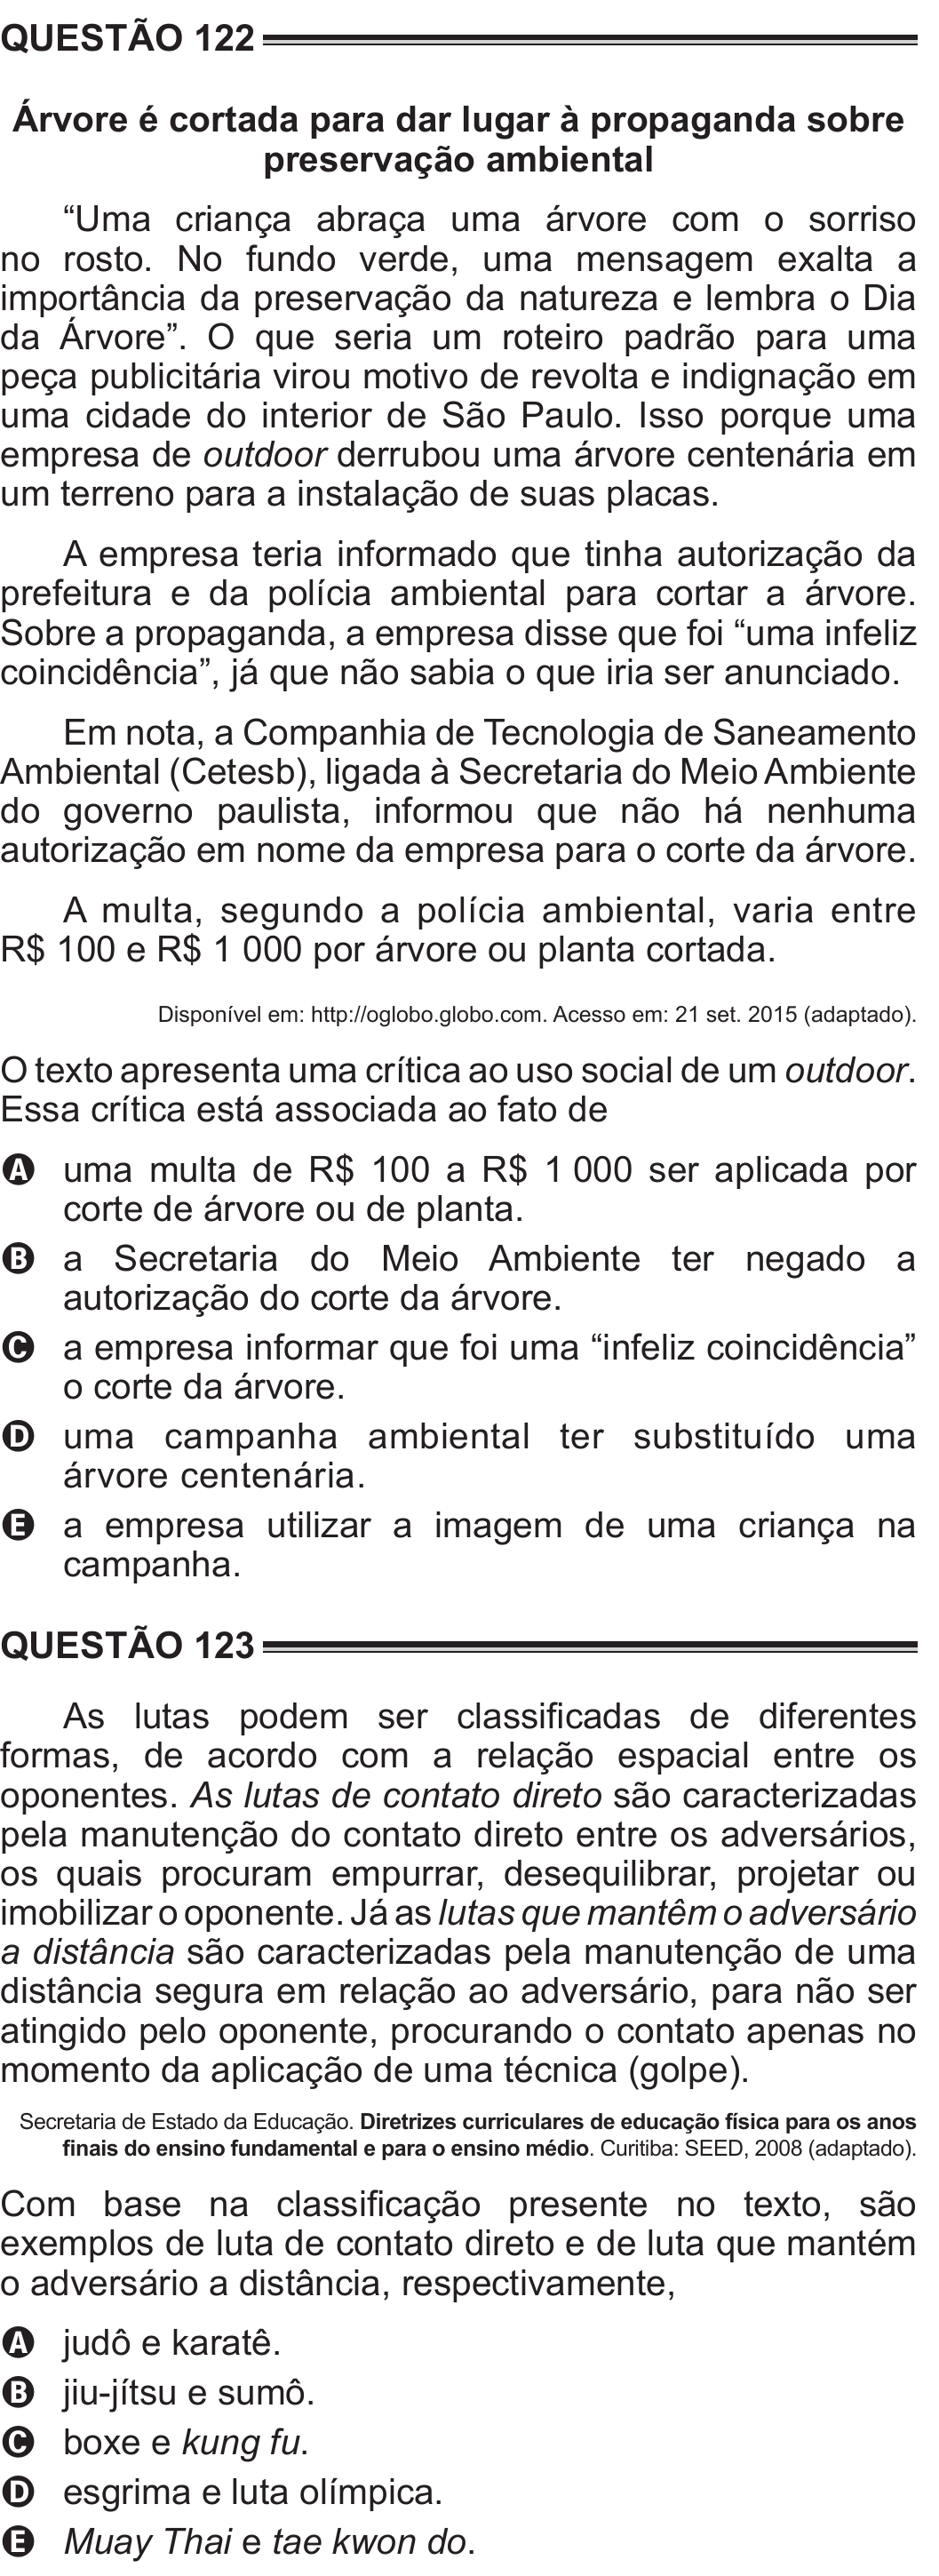 QUESTÃO 122
Árvore é cortada para dar lugar à propaganda sobre
preservação ambiental
“Uma criança abraça uma árvore com o sorriso
no rosto. No fundo verde, uma mensagem exalta a
importância da preservação da natureza e lembra o Dia
da Árvore”. O que seria um roteiro padrão para uma
peça publicitária virou motivo de revolta e indignação em
uma cidade do interior de São Paulo. Isso porque uma
empresa de outdoor derrubou uma árvore centenária em
um terreno para a instalação de suas placas.
A empresa teria informado que tinha autorização da
prefeitura e da polícia ambiental para cortar a árvore.
Sobre a propaganda, a empresa disse que foi “uma infeliz
coincidência”, já que não sabia o que iria ser anunciado.
Em nota, a Companhia de Tecnologia de Saneamento
Ambiental (Cetesb), ligada à Secretaria do Meio Ambiente
do governo paulista, informou que não há nenhuma
autorização em nome da empresa para o corte da árvore.
A multa, segundo a polícia ambiental, varia entre
R$ 100 e R$ 1 000 por árvore ou planta cortada.
Disponível em: http://oglobo.globo.com. Acesso em: 21 set. 2015 (adaptado).
O texto apresenta uma crítica ao uso social de um outdoor.
Essa crítica está associada ao fato de
A uma multa de R$ 100 a R$ 1 000 ser aplicada por
corte de árvore ou de planta.
B a Secretaria do Meio Ambiente ter negado a
autorização do corte da árvore.
C a empresa informar que foi uma “infeliz coincidência”
o corte da árvore.
D uma campanha ambiental ter substituído uma
árvore centenária.
E a empresa utilizar a imagem de uma criança na
campanha.
QUESTÃO 123
As lutas podem ser classificadas de diferentes
formas, de acordo com a relação espacial entre os
oponentes. As lutas de contato direto são caracterizadas
pela manutenção do contato direto entre os adversários,
os quais procuram empurrar, desequilibrar, projetar ou
imobilizar o oponente. Já as lutas que mantêm o adversário
a distância são caracterizadas pela manutenção de uma
distância segura em relação ao adversário, para não ser
atingido pelo oponente, procurando o contato apenas no
momento da aplicação de uma técnica (golpe).
Secretaria de Estado da Educação. Diretrizes curriculares de educação física para os anos
finais do ensino fundamental e para o ensino médio. Curitiba: SEED, 2008 (adaptado).
Com base na classificação presente no texto, são
exemplos de luta de contato direto e de luta que mantém
o adversário a distância, respectivamente,
A judô e karatê.
B jiu-jítsu e sumô.
C boxe e kung fu.
D esgrima e luta olímpica.
E Muay Thai e tae kwon do.